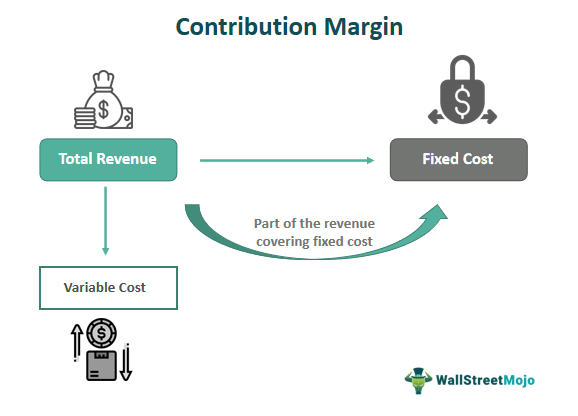 Contribution Margin
$
$
Total Revenue
Fixed Cost
Part of the revenue
covering fixed cost
Variable Cost
$
WallStreetMojo